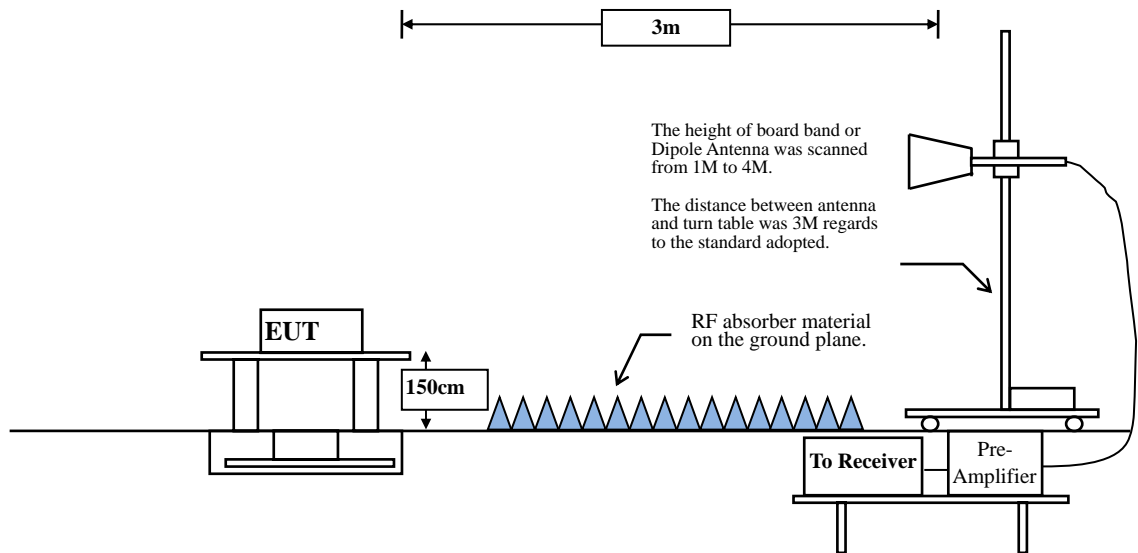 3m
The height of board band or
Dipole Antenna was scanned
from 1M to 4M.
The distance between antenna
and turn table was 3M regards
to the standard adopted.
EUT
RF absorber material
on the ground plane.
150cm
To Receiver
Pre-
Amplifier